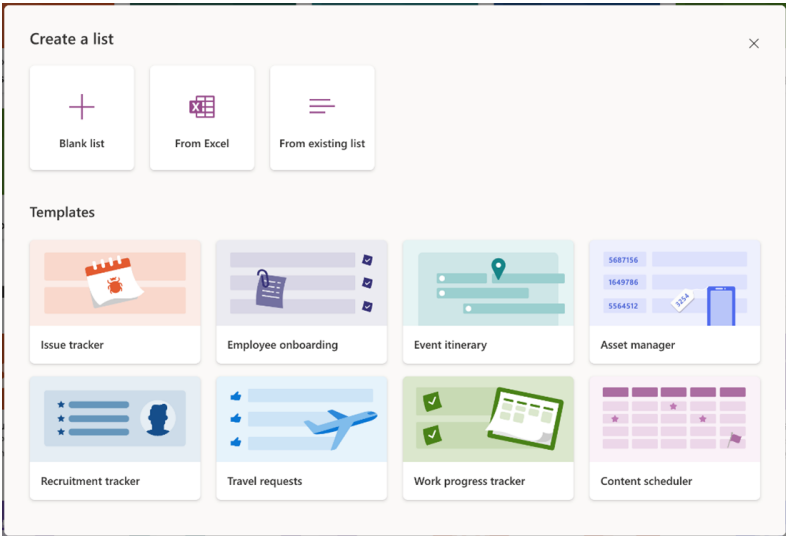 Create a list
Blank list
From Excel
From existing list
Templates
5687156
1649786
5564512
3254
Issue tracker
Employee onboarding
Event itinerary
Asset manager
Recruitment tracker
Travel requests
Work progress tracker
Content scheduler